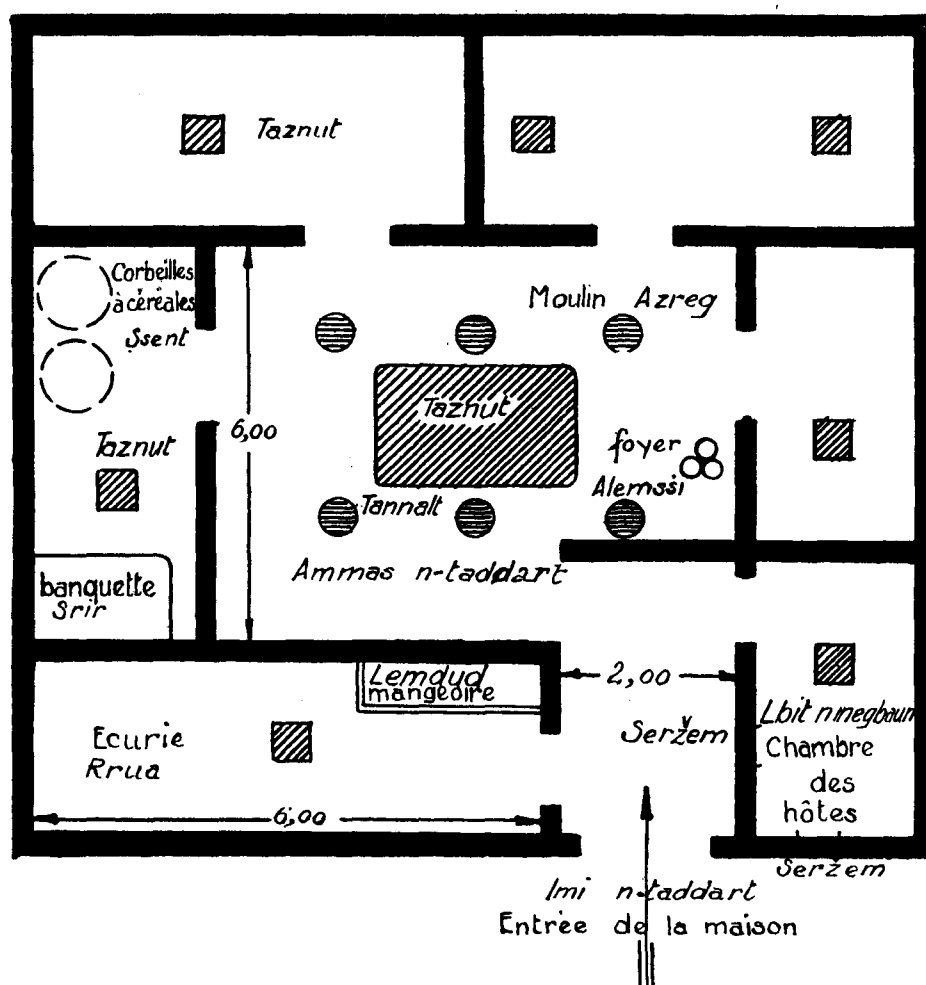 Taznut
Corbeilles
à céréales
Ssent
Moulin Azreg
Taznut
6,00
Taznut
foyer
Alemsši
Tannalt
Ammas n-taddart
banquette
Srir
Lemdud
mangeoire
2,00
Seržem
Lbit n inegbaun
Chambre
des
hôtes
Seržem
Ecurie
Rrua
6,00
Imi n-taddart
Entrée de la maison